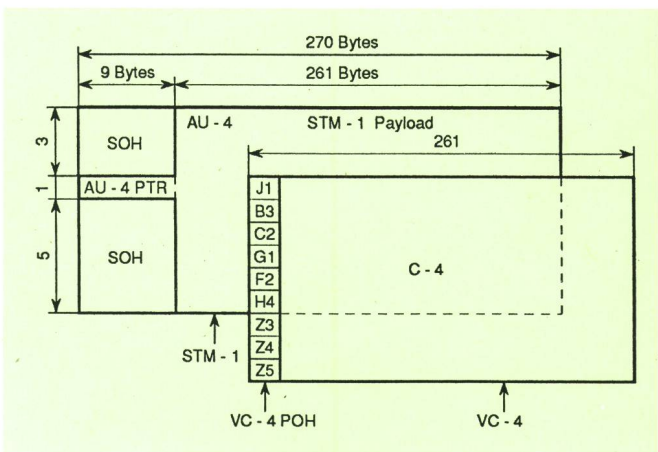 270 Bytes
9 Bytes
261 Bytes
AU - 4
STM - 1 Payload
3
SOH
261
1
AU - 4 PTR
J1
B3
C2
G1
F2
H4
Z3
Z4
Z5
5
SOH
C - 4
STM - 1
VC - 4 POH
VC - 4